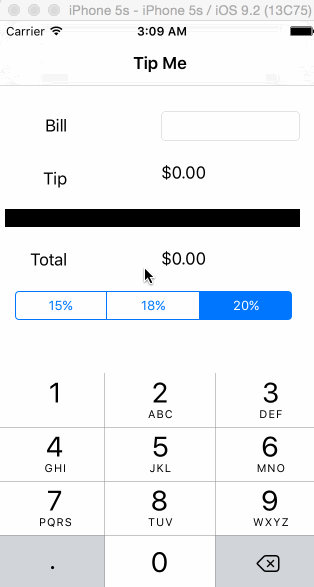 iPhone 5s - iPhone 5s / iOS 9.2 (13C75)
Carrier 3:09 AM
Tip Me
Bill
Tip $0.00
Total $0.00
15% 18% 20%
1 2 3
ABC DEF
4 5 6
GHI JKL MNO
7 8 9
PQRS TUV WXYZ
. 0